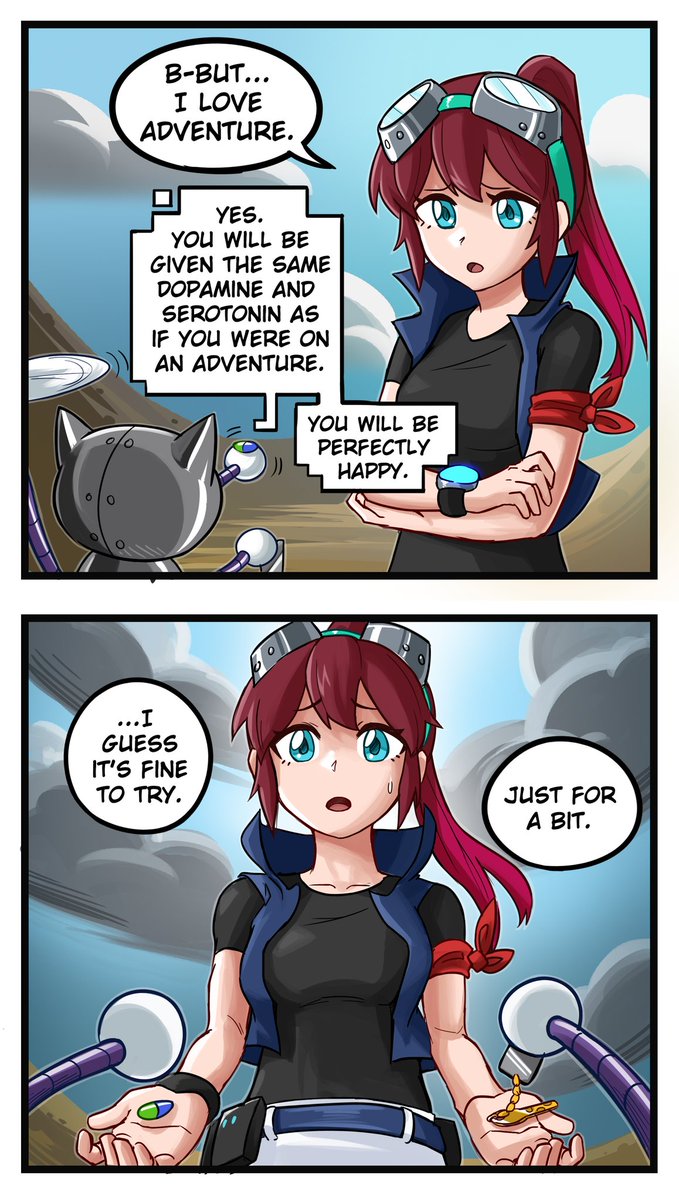 B-BUT...
I LOVE
ADVENTURE.
YES.
YOU WILL BE
GIVEN THE SAME
DOPAMINE AND
SEROTONIN AS
IF YOU WERE ON
AN ADVENTURE.
YOU WILL BE
PERFECTLY
HAPPY.
...I
GUESS
IT'S FINE
TO TRY.
JUST FOR
A BIT.